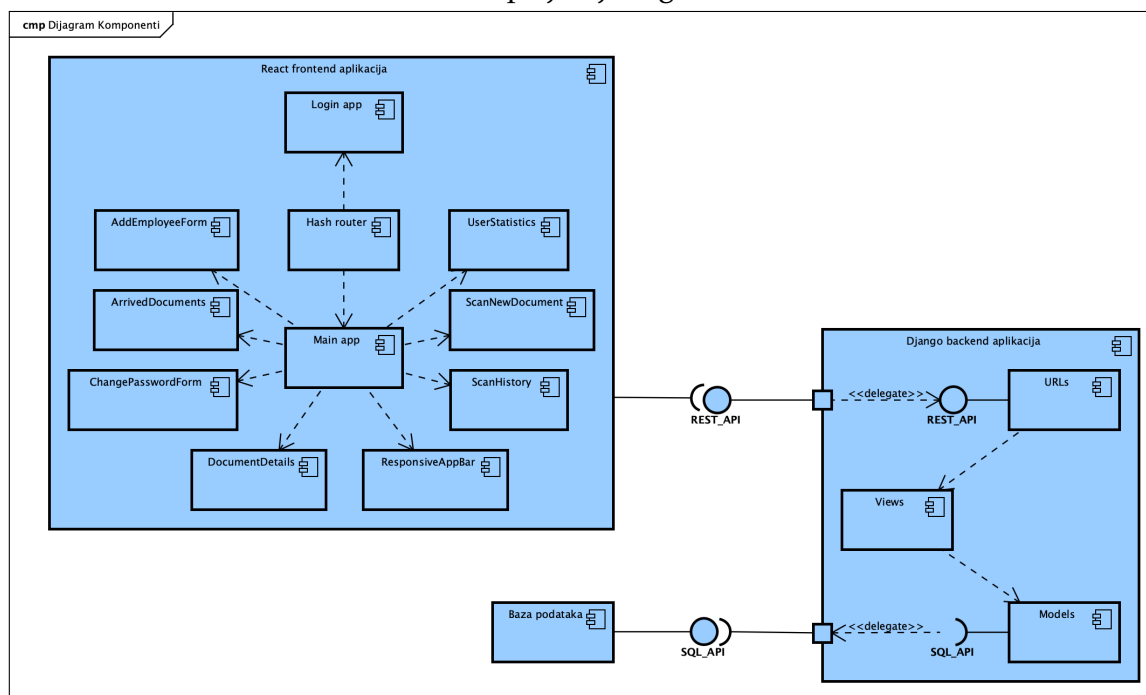 cmp Dijagram Komponenti
React frontend aplikacija
Login app
AddEmployeeForm
Hash router
UserStatistics
ArrivedDocuments
ScanNewDocument
Main app
Django backend aplikacija
ChangePasswordForm
ScanHistory
URLs
<<delegate>>
REST_API
REST_API
DocumentDetails
ResponsiveAppBar
Views
Baza podataka
Models
<<delegate>>
SQL_API
SQL_API